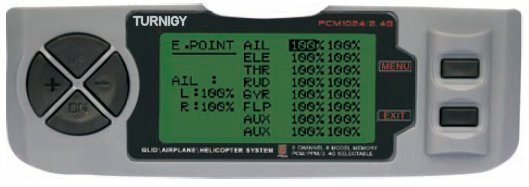 TURNIGY
PCM1024/2.4G
E.POINT AIL 100% 100%
ELE 100% 100%
THR 100% 100%
AIL : RUD 100% 100%
L:100% GYR 100% 100%
R:100% FLP 100% 100%
AUX 100% 100%
AUX 100% 100%
MENU
EXIT
UP
+ -
DN
GLID\AIRPLANE\HELICOPTER SYSTEM
9 CHANNEL 8 MODEL MEMORY
PCM/PPM/2.4G SELECTABLE